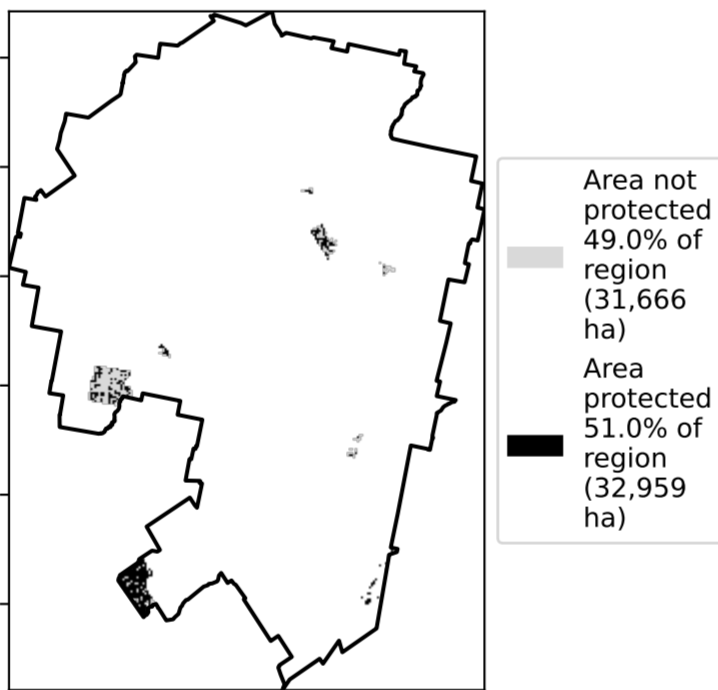 Area not
protected
49.0% of
region
(31,666
ha)
Area
protected
51.0% of
region
(32,959
ha)